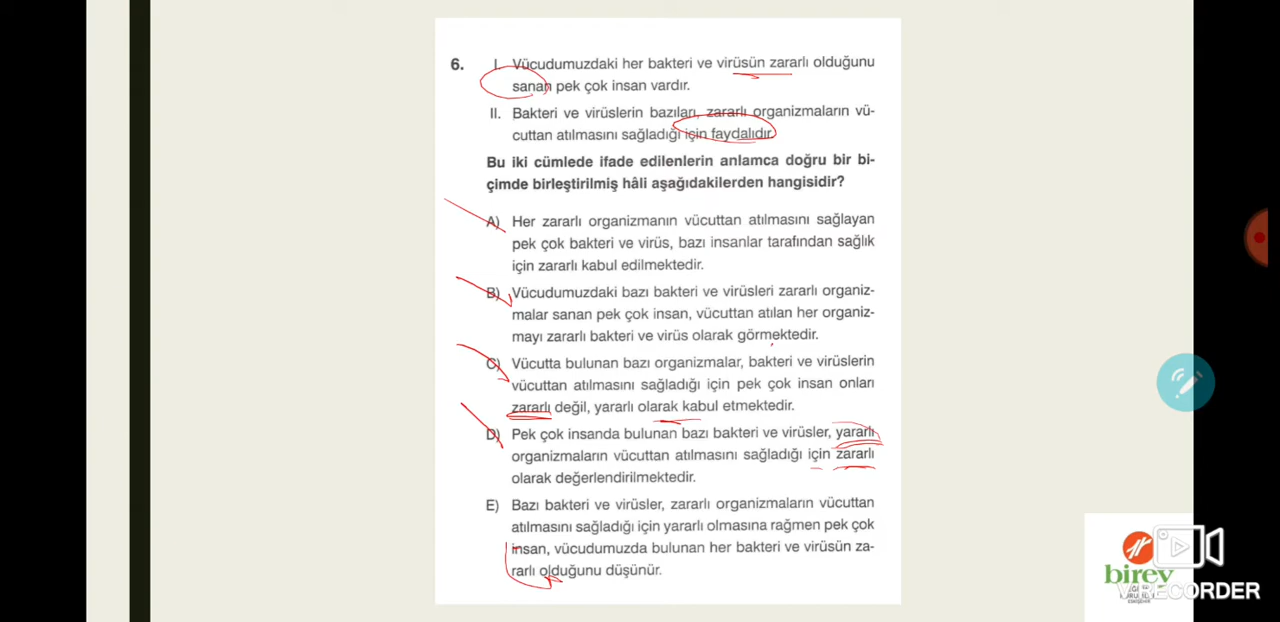 6. I. Vücudumuzdaki her bakteri ve virüsün zararlı olduğunu
sanan pek çok insan vardır.
II. Bakteri ve virüslerin bazıları, zararlı organizmaların vü-
cuttan atılmasını sağladığı için faydalıdır.
Bu iki cümlede ifade edilenlerin anlamca doğru bir bi-
çimde birleştirilmiş hâli aşağıdakilerden hangisidir?
A) Her zararlı organizmanın vücuttan atılmasını sağlayan
pek çok bakteri ve virüs, bazı insanlar tarafından sağlık
için zararlı kabul edilmektedir.
B) Vücudumuzdaki bazı bakteri ve virüsleri zararlı organiz-
malar sanan pek çok insan, vücuttan atılan her organiz-
mayı zararlı bakteri ve virüs olarak görmektedir.
C) Vücutta bulunan bazı organizmalar, bakteri ve virüslerin
vücuttan atılmasını sağladığı için pek çok insan onları
zararlı değil, yararlı olarak kabul etmektedir.
D) Pek çok insanda bulunan bazı bakteri ve virüsler, yararlı
organizmaların vücuttan atılmasını sağladığı için zararlı
olarak değerlendirilmektedir.
E) Bazı bakteri ve virüsler, zararlı organizmaların vücuttan
atılmasını sağladığı için yararlı olmasına rağmen pek çok
insan, vücudumuzda bulunan her bakteri ve virüsün za-
rarlı olduğunu düşünür.
birey
V.RECORDER